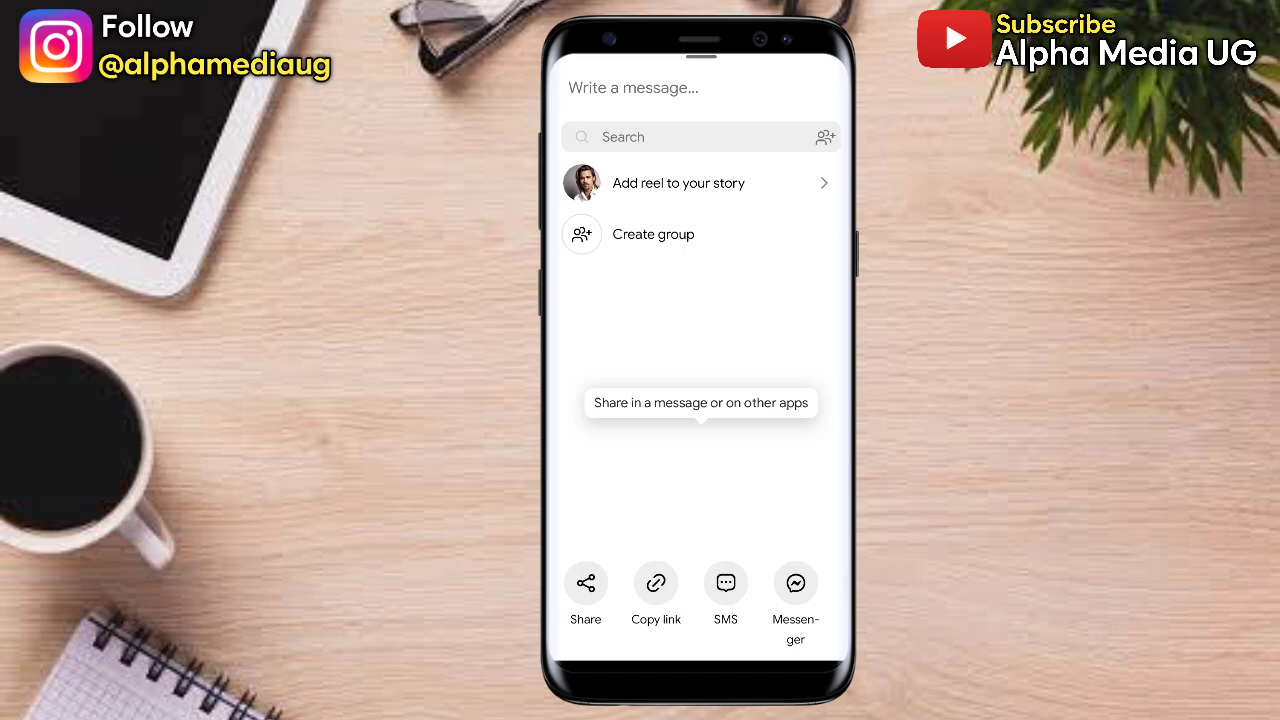 Follow
@alphamediaug
Subscribe
Alpha Media UG
Write a message...
Search
Add reel to your story
Create group
Share in a message or on other apps
Share
Copy link
SMS
Messen-
ger